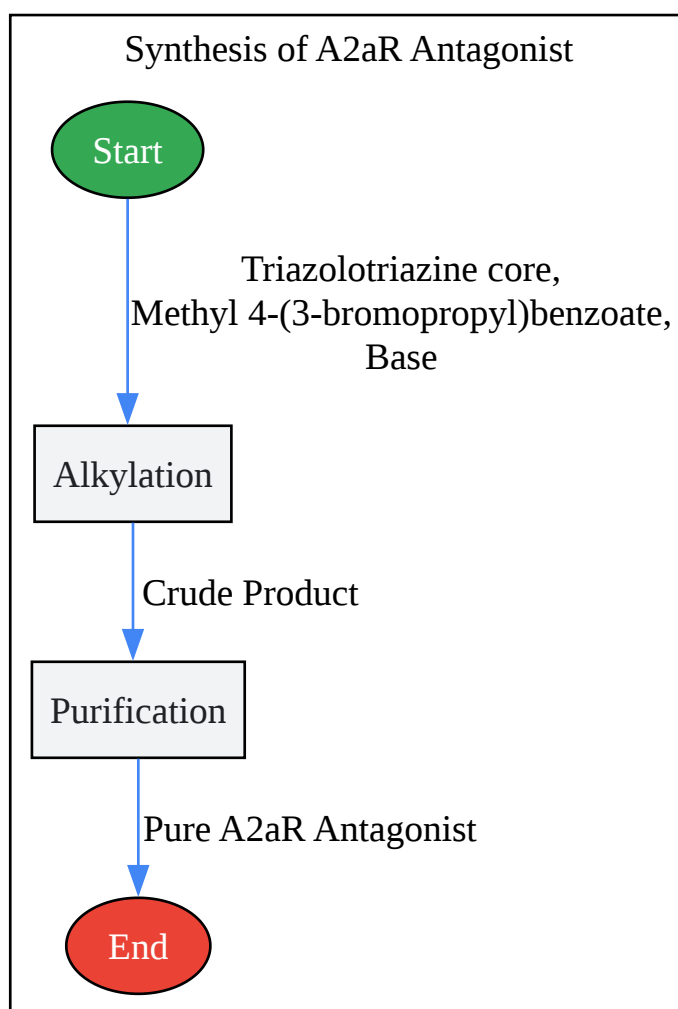 Synthesis of A2aR Antagonist
Start
Triazolotriazine core,
Methyl 4-(3-bromopropyl)benzoate,
Base
Alkylation
Crude Product
Purification
Pure A2aR Antagonist
End